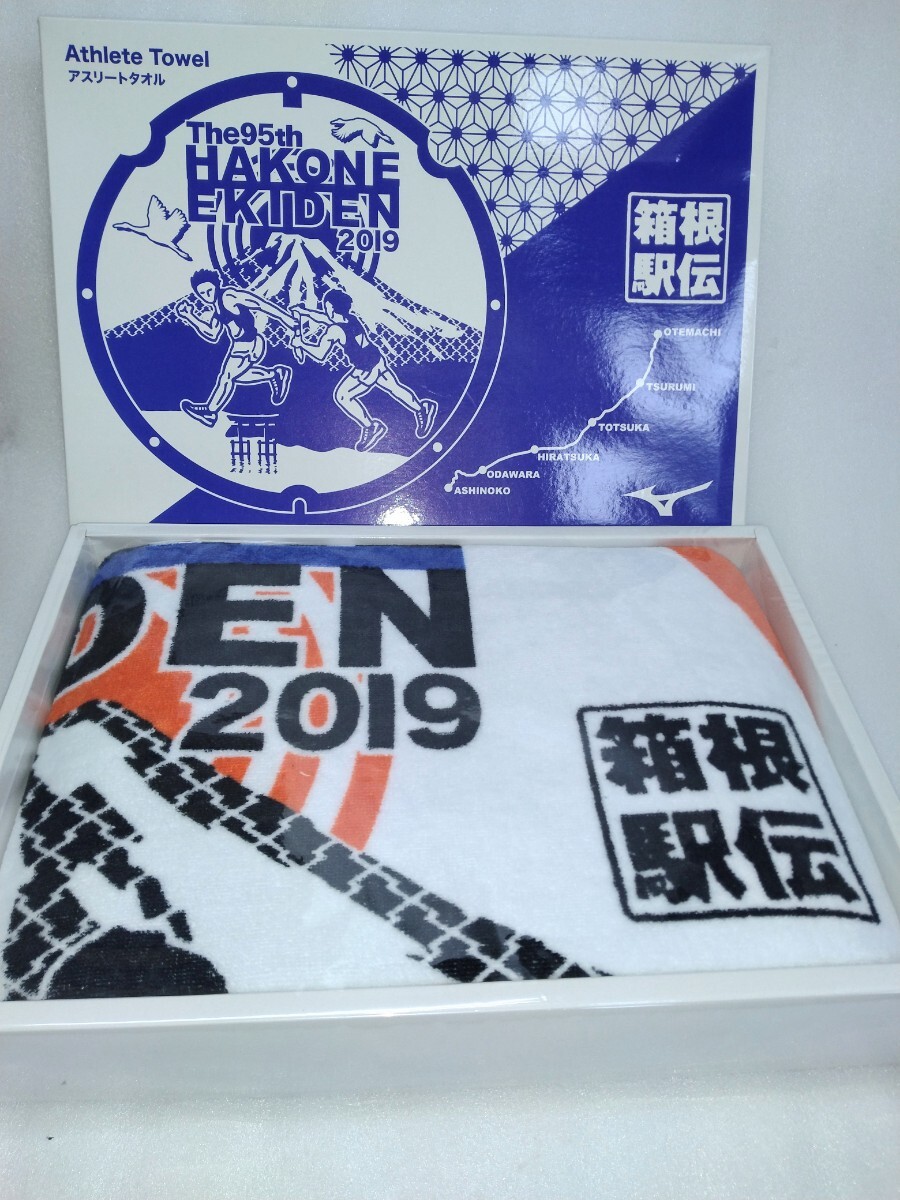 Athlete Towel
アスリートタオル
The95th
HAKONE
EKIDEN
2019
箱根
駅伝
OTEMACHI
TSURUMI
TOTSUKA
HIRATSUKA
ODAWARA
ASHINOKO
DEN
2019
箱根
駅伝